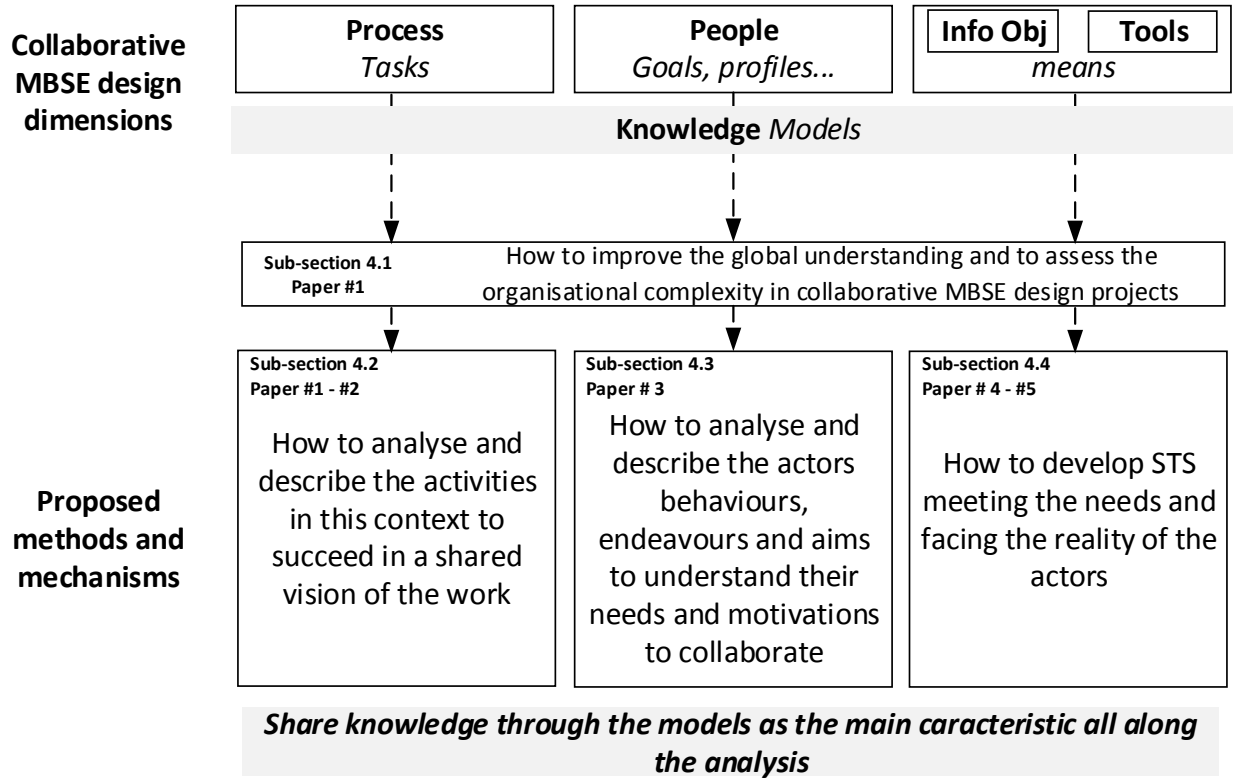 Collaborative
MBSE design
dimensions
Process
Tasks
People
Goals, profiles...
Info Obj
Tools
means
Knowledge Models
Sub-section 4.1
Paper #1
How to improve the global understanding and to assess the
organisational complexity in collaborative MBSE design projects
Proposed
methods and
mechanisms
Sub-section 4.2
Paper #1 - #2
How to analyse and
describe the activities
in this context to
succeed in a shared
vision of the work
Sub-section 4.3
Paper # 3
How to analyse and
describe the actors
behaviours,
endeavours and aims
to understand their
needs and motivations
to collaborate
Sub-section 4.4
Paper # 4 - #5
How to develop STS
meeting the needs and
facing the reality of the
actors
Share knowledge through the models as the main caracteristic all along
the analysis